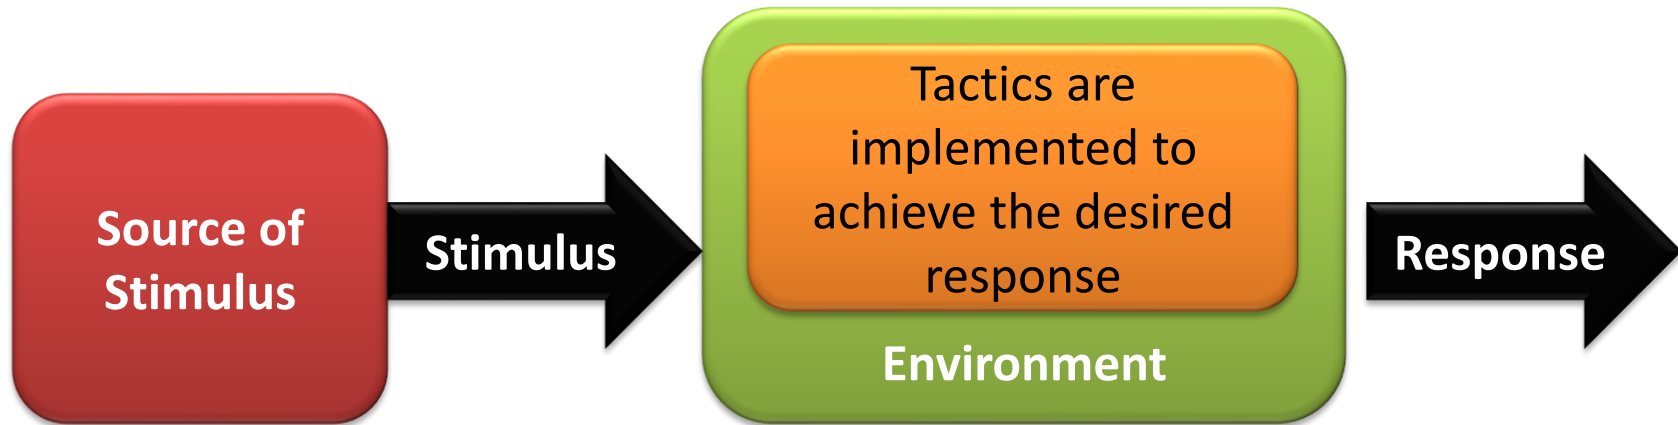 Source of
Stimulus
Stimulus
Tactics are
implemented to
achieve the desired
response
Environment
Response